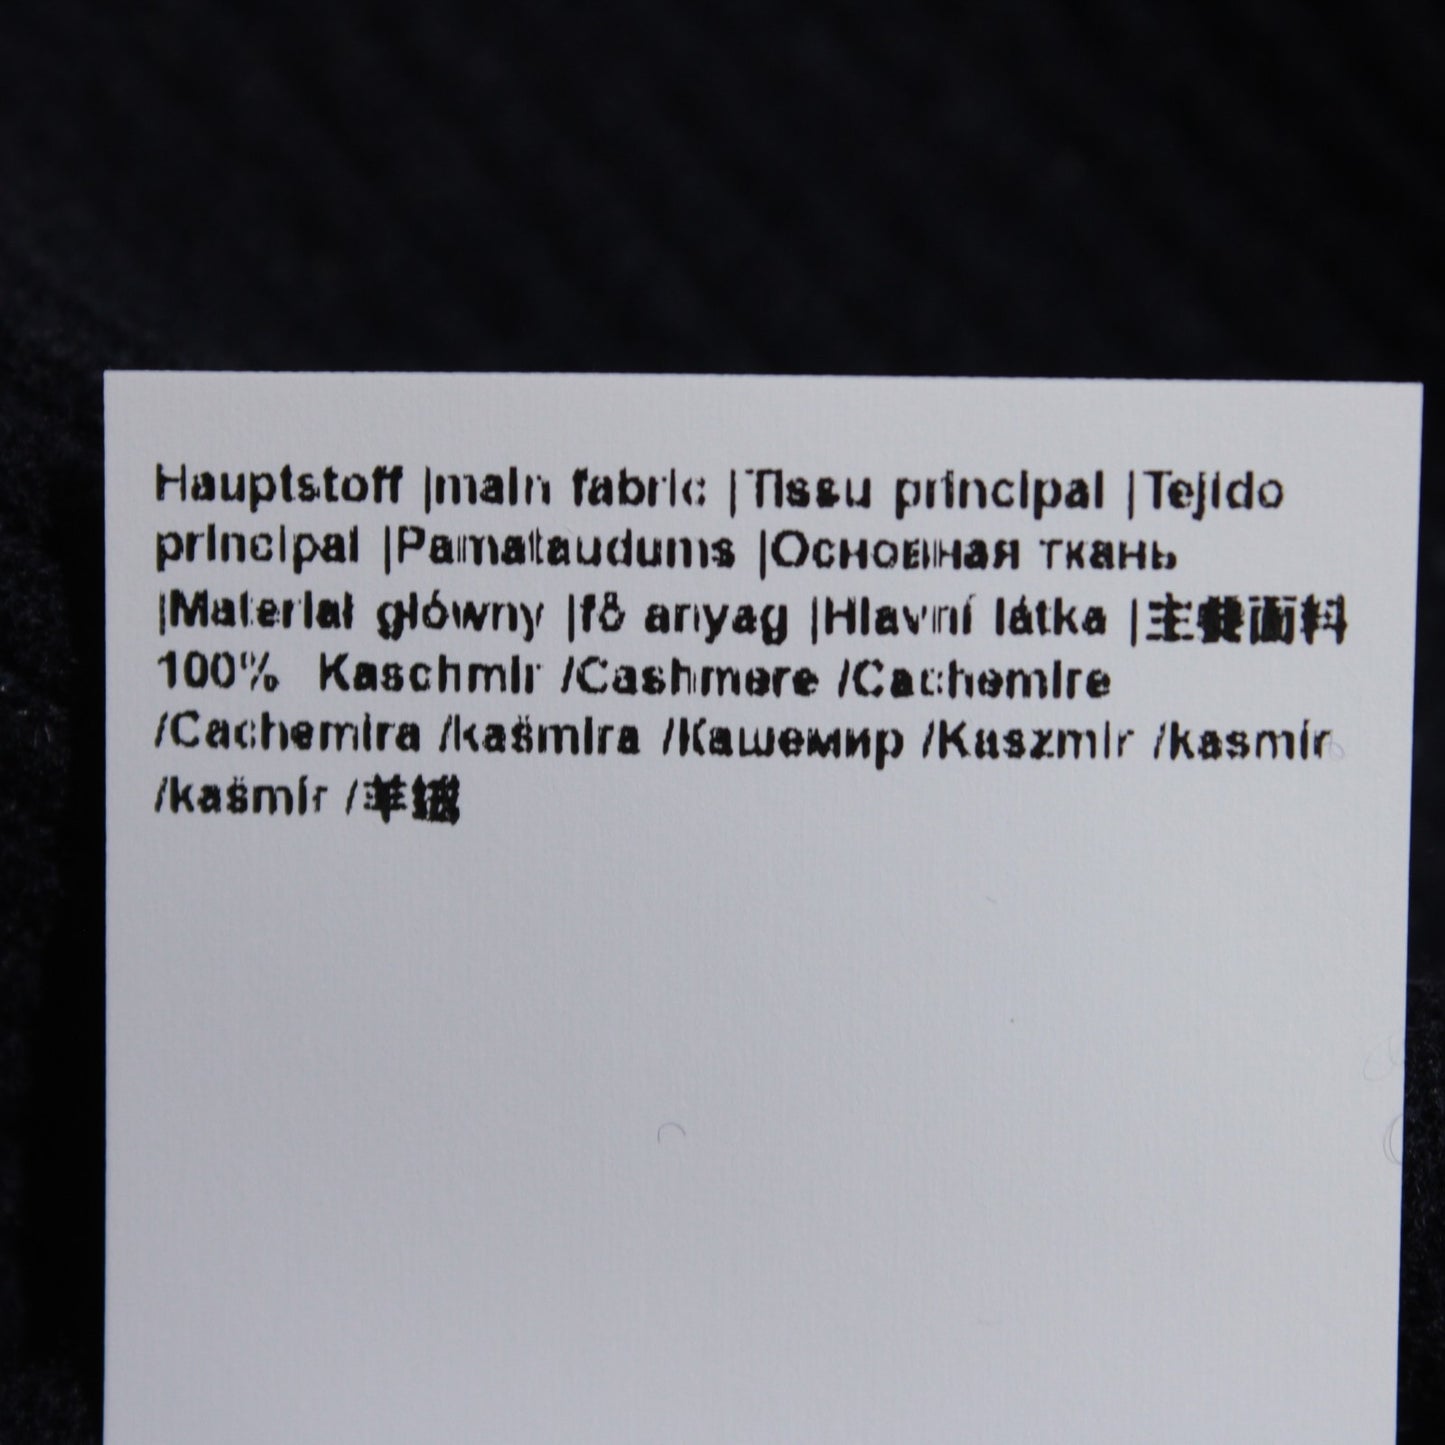 Hauptstoff |main fabric |Tissu principal |Tejido
principal |Pamataudums |Основная ткань
|Materiał główny |fő anyag |Hlavní látka |主要面料
100% Kaschmir /Cashmere /Cachemire
/Cachemira /kašmira /Кашемир /Kaszmir /kasmír
/kašmír /羊绒